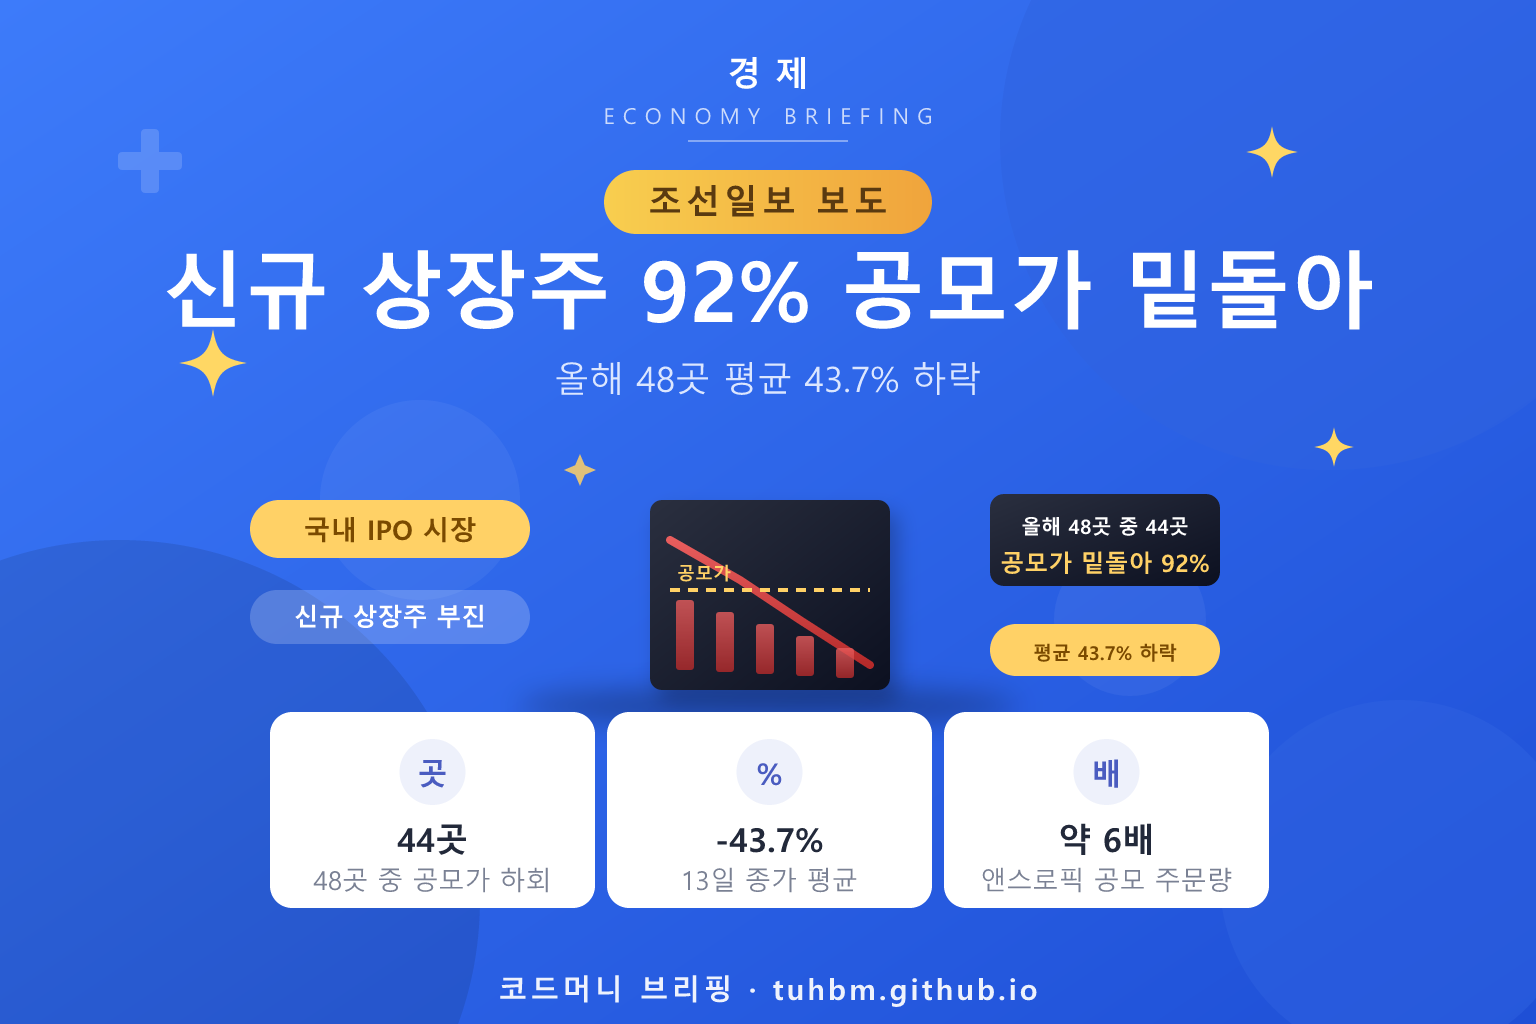 경제
ECONOMY BRIEFING
조선일보 보도
신규 상장주 92% 공모가 밑돌아
올해 48곳 평균 43.7% 하락
국내 IPO 시장
신규 상장주 부진
공모가
올해 48곳 중 44곳
공모가 밑돌아 92%
평균 43.7% 하락
곳
44곳
48곳 중 공모가 하회
%
-43.7%
13일 종가 평균
배
약 6배
앤스로픽 공모 주문량
코드머니 브리핑 · tuhbm.github.io